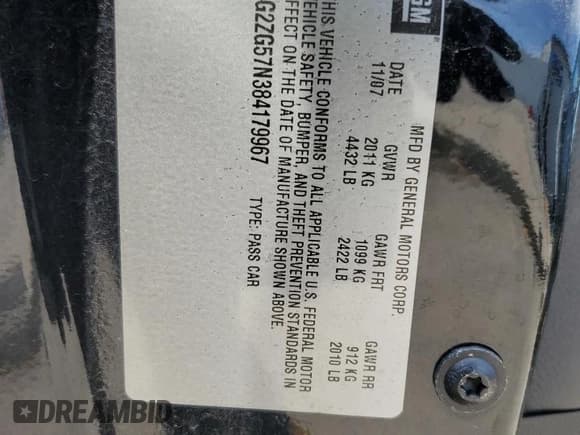 GM
MFD BY GENERAL MOTORS CORP.
DATE GVWR GAWR FRT GAWR RR
11/07 2011 KG 1099 KG 912 KG
4432 LB 2422 LB 2010 LB
THIS VEHICLE CONFORMS TO ALL APPLICABLE U.S. FEDERAL MOTOR
VEHICLE SAFETY, BUMPER, AND THEFT PREVENTION STANDARDS IN
EFFECT ON THE DATE OF MANUFACTURE SHOWN ABOVE.
G2ZG57N384179967 TYPE: PASS CAR
DREAMBID